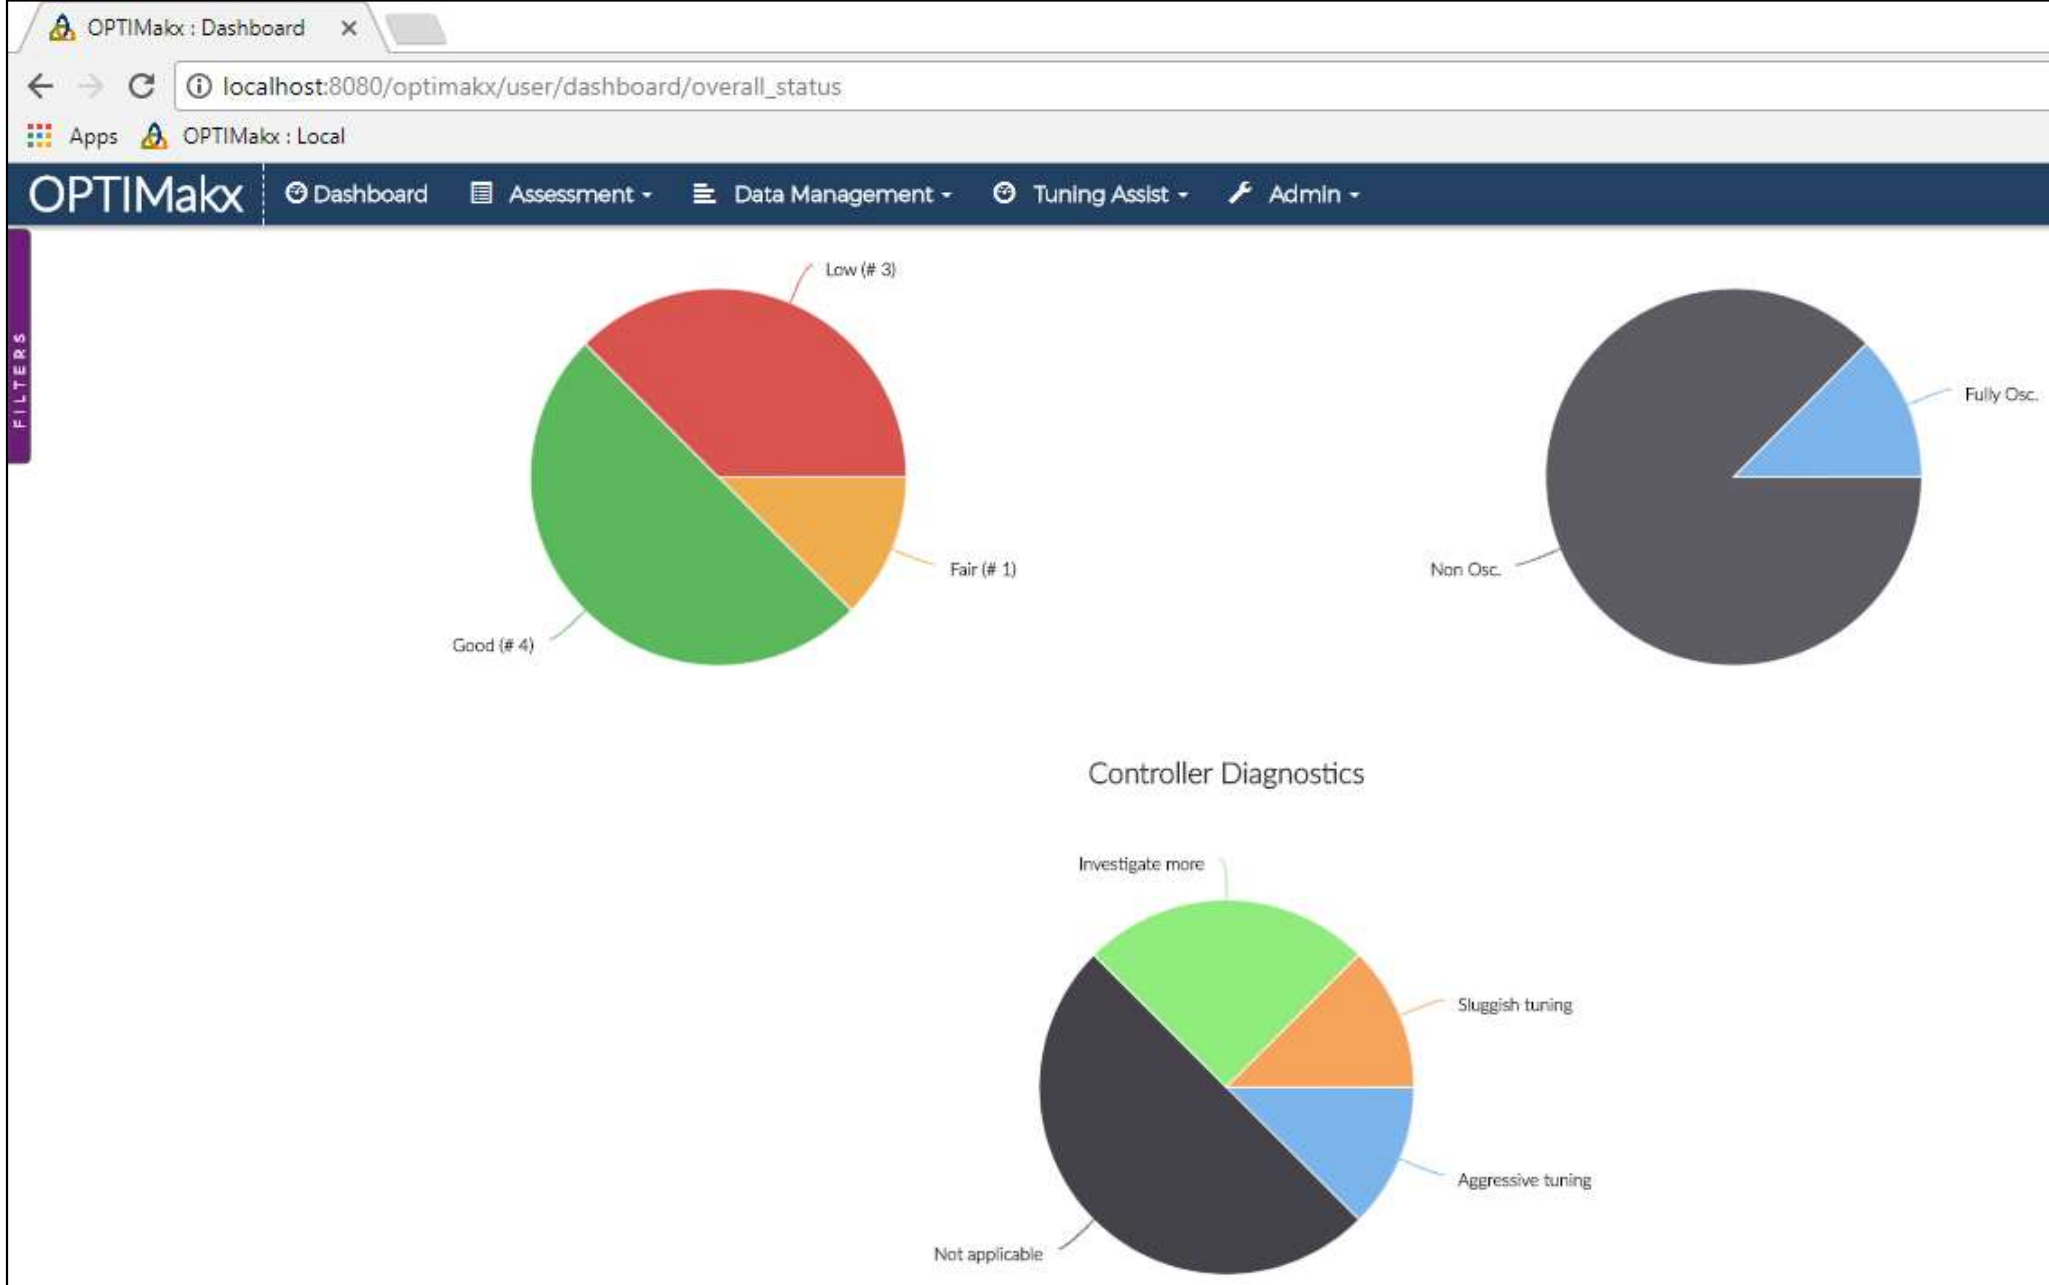 OPTIMakx : Dashboard
localhost:8080/optimakx/user/dashboard/overall_status
Apps OPTIMakx : Local
OPTIMakx Dashboard Assessment Data Management Tuning Assist Admin
FILTERS
Low (# 3)
Fair (# 1)
Good (# 4)
Fully Osc.
Non Osc.
Controller Diagnostics
Investigate more
Sluggish tuning
Aggressive tuning
Not applicable